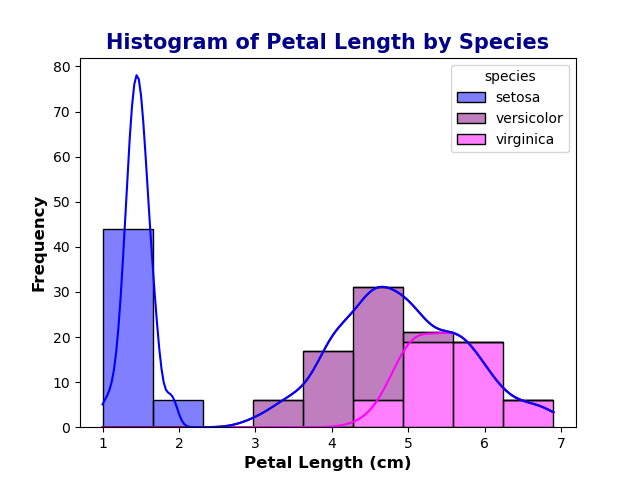 Histogram of Petal Length by Species
species
setosa
versicolor
virginica
Frequency
80
70
60
50
40
30
20
10
0
1 2 3 4 5 6 7
Petal Length (cm)